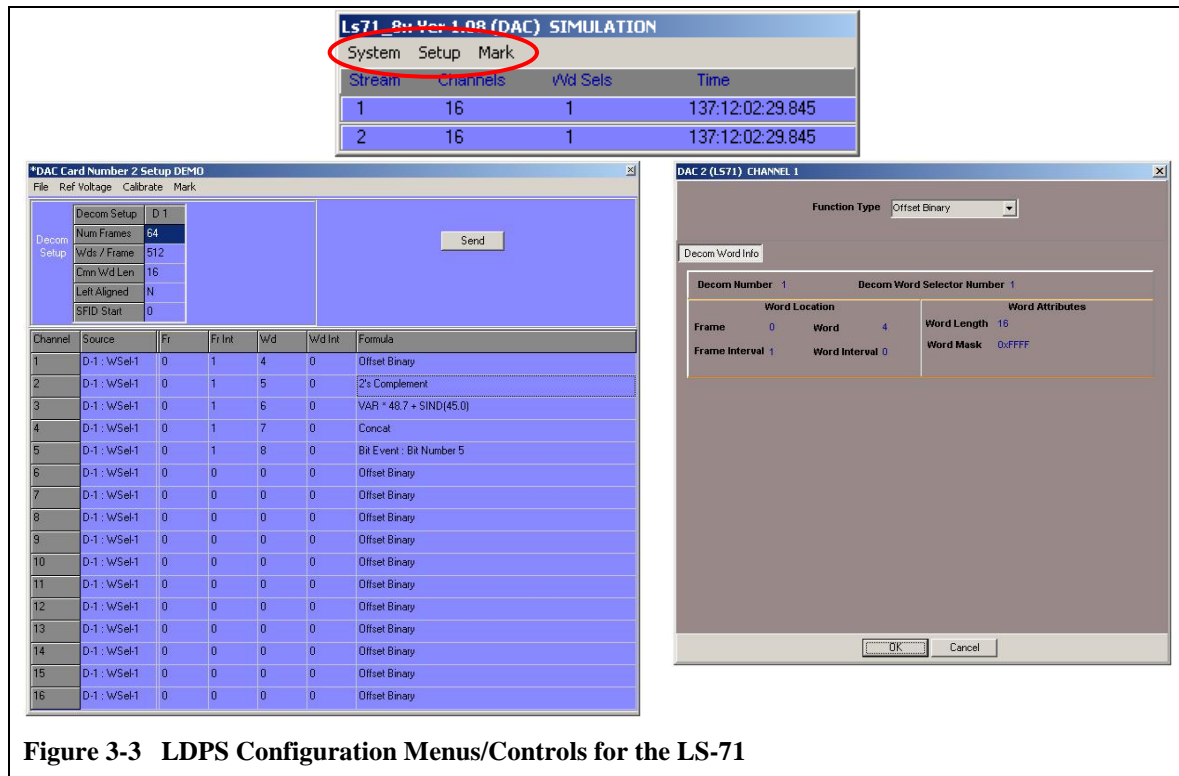 Ls71_8x Ver 1.08 (DAC) SIMULATION
System Setup Mark
Stream Channels Wd Sels Time
1 16 1 137:12:02:29.845
2 16 1 137:12:02:29.845
*DAC Card Number 2 Setup DEMO
File Ref Voltage Calibrate Mark
Decom Setup
Decom Setup D 1
Num Frames 64
Wds / Frame 512
Cmn Wd Len 16
Left Aligned N
SFID Start 0
Send
Channel Source Fr Fr Int Wd Wd Int Formula
1 D-1 : WSel-1 0 1 4 0 Offset Binary
2 D-1 : WSel-1 0 1 5 0 2's Complement
3 D-1 : WSel-1 0 1 6 0 VAR * 48.7 + SIND(45.0)
4 D-1 : WSel-1 0 1 7 0 Concat
5 D-1 : WSel-1 0 1 8 0 Bit Event : Bit Number 5
6 D-1 : WSel-1 0 0 0 0 Offset Binary
7 D-1 : WSel-1 0 0 0 0 Offset Binary
8 D-1 : WSel-1 0 0 0 0 Offset Binary
9 D-1 : WSel-1 0 0 0 0 Offset Binary
10 D-1 : WSel-1 0 0 0 0 Offset Binary
11 D-1 : WSel-1 0 0 0 0 Offset Binary
12 D-1 : WSel-1 0 0 0 0 Offset Binary
13 D-1 : WSel-1 0 0 0 0 Offset Binary
14 D-1 : WSel-1 0 0 0 0 Offset Binary
15 D-1 : WSel-1 0 0 0 0 Offset Binary
16 D-1 : WSel-1 0 0 0 0 Offset Binary
DAC 2 (LS71) CHANNEL 1
Function Type Offset Binary
Decom Word Info
Decom Number 1 Decom Word Selector Number 1
Word Location Word Attributes
Frame 0 Word 4 Word Length 16
Frame Interval 1 Word Interval 0 Word Mask 0xFFFF
OK Cancel
Figure 3-3 LDPS Configuration Menus/Controls for the LS-71